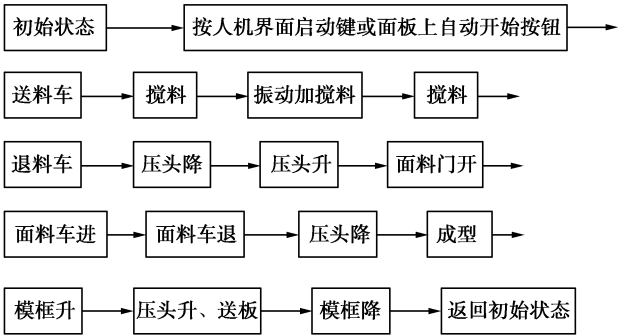 初始状态 按人机界面启动键或面板上自动开始按钮
送料车 搅料 振动加搅料 搅料
退料车 压头降 压头升 面料门开
面料车进 面料车退 压头降 成型
模框升 压头升、送板 模框降 返回初始状态